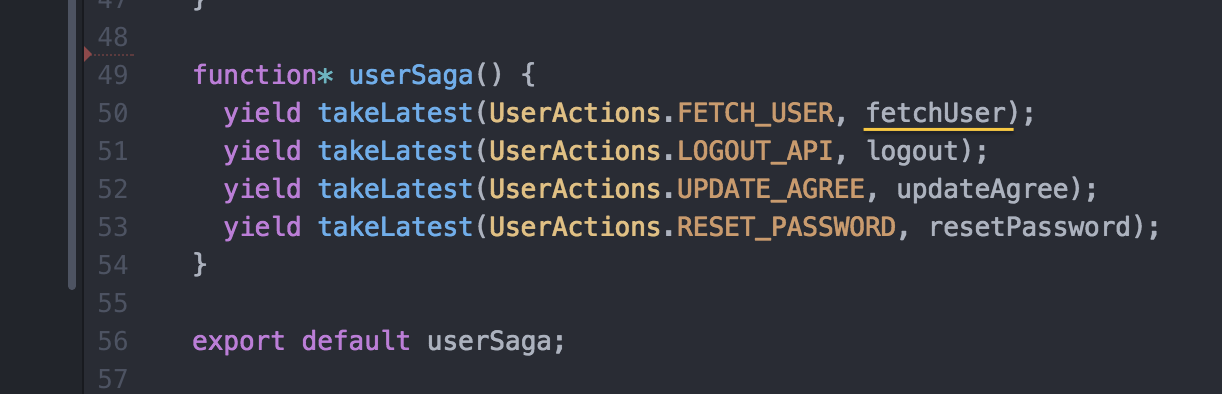 47 }
48
49 function* userSaga() {
50 yield takeLatest(UserActions.FETCH_USER, fetchUser);
51 yield takeLatest(UserActions.LOGOUT_API, logout);
52 yield takeLatest(UserActions.UPDATE_AGREE, updateAgree);
53 yield takeLatest(UserActions.RESET_PASSWORD, resetPassword);
54 }
55
56 export default userSaga;
57